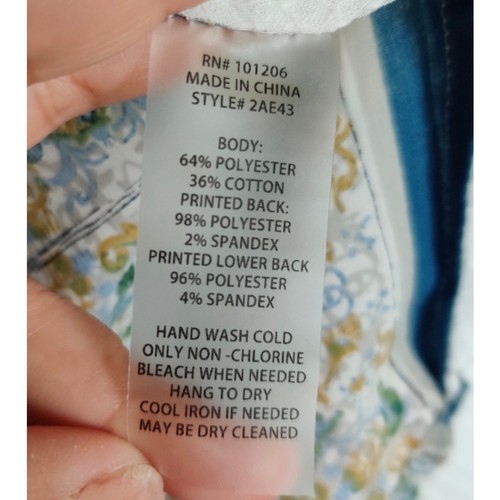 RN# 101206
MADE IN CHINA
STYLE# 2AE43
BODY:
64% POLYESTER
36% COTTON
PRINTED BACK:
98% POLYESTER
2% SPANDEX
PRINTED LOWER BACK
96% POLYESTER
4% SPANDEX
HAND WASH COLD
ONLY NON -CHLORINE
BLEACH WHEN NEEDED
HANG TO DRY
COOL IRON IF NEEDED
MAY BE DRY CLEANED